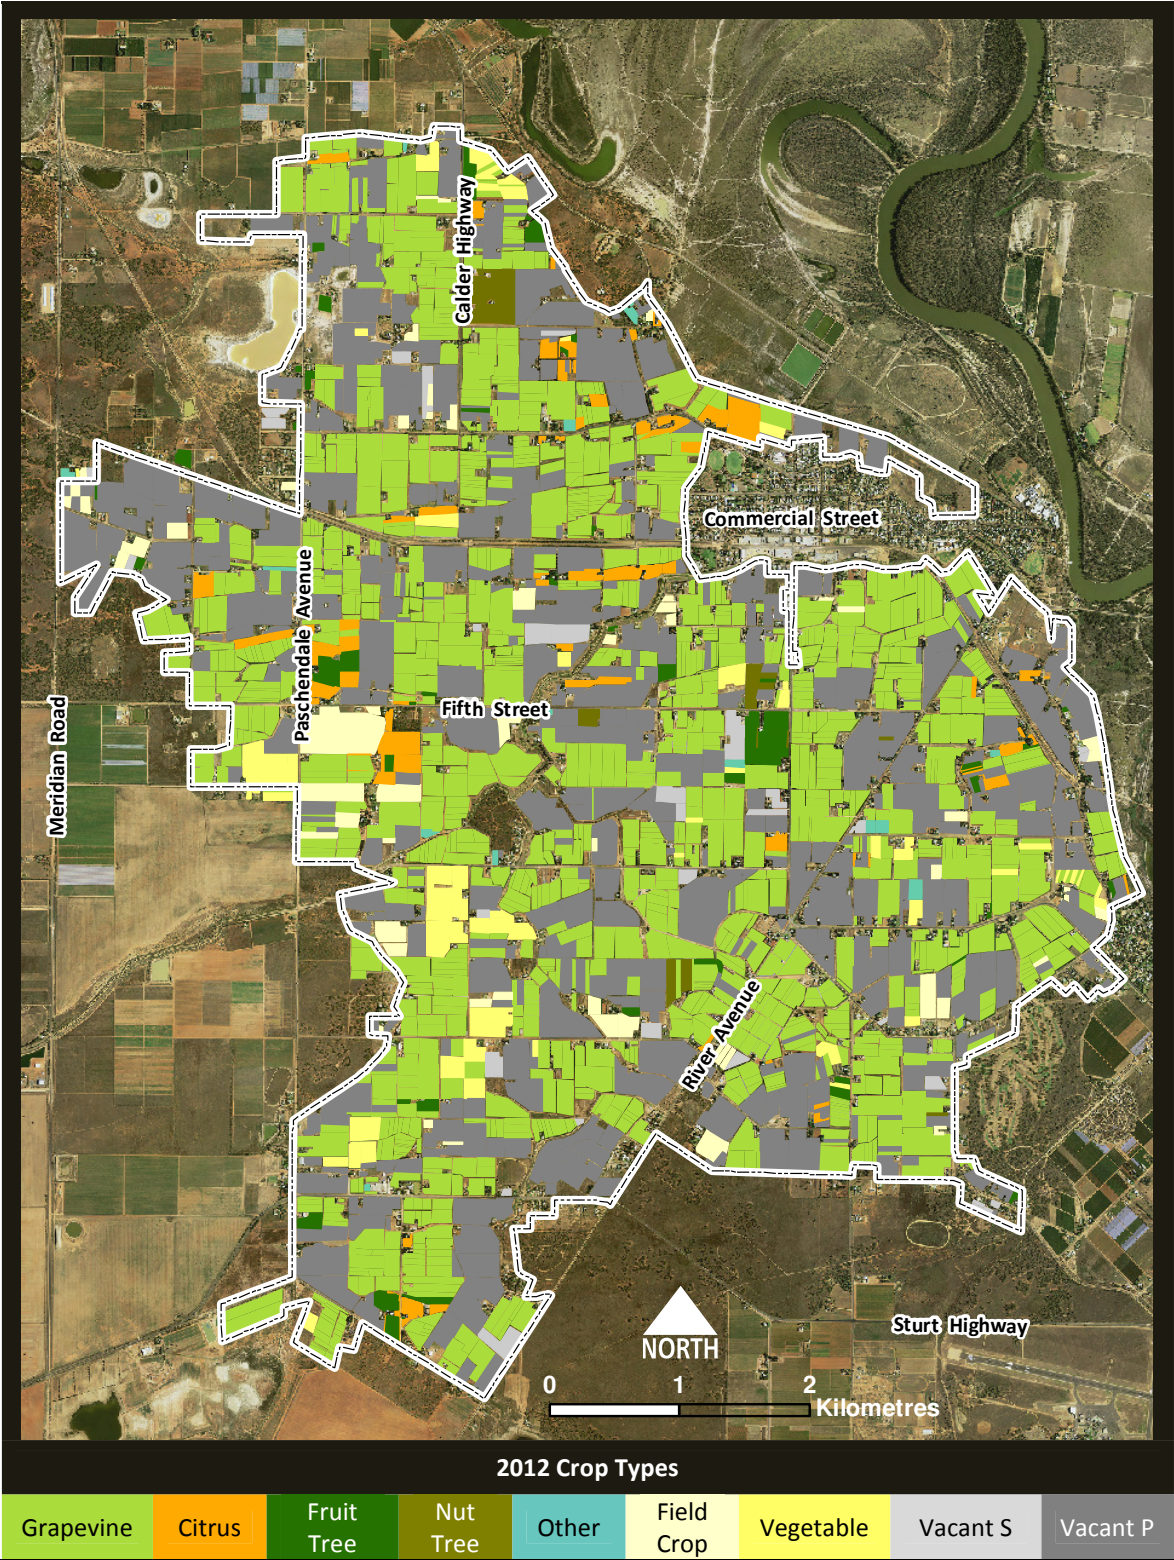 Calder Highway
Commercial Street
Paschendale Avenue
Fifth Street
Meridian Road
River Avenue
Sturt Highway
NORTH
0 1 2
Kilometres
2012 Crop Types
Grapevine
Citrus
Fruit
Tree
Nut
Tree
Other
Field
Crop
Vegetable
Vacant S
Vacant P